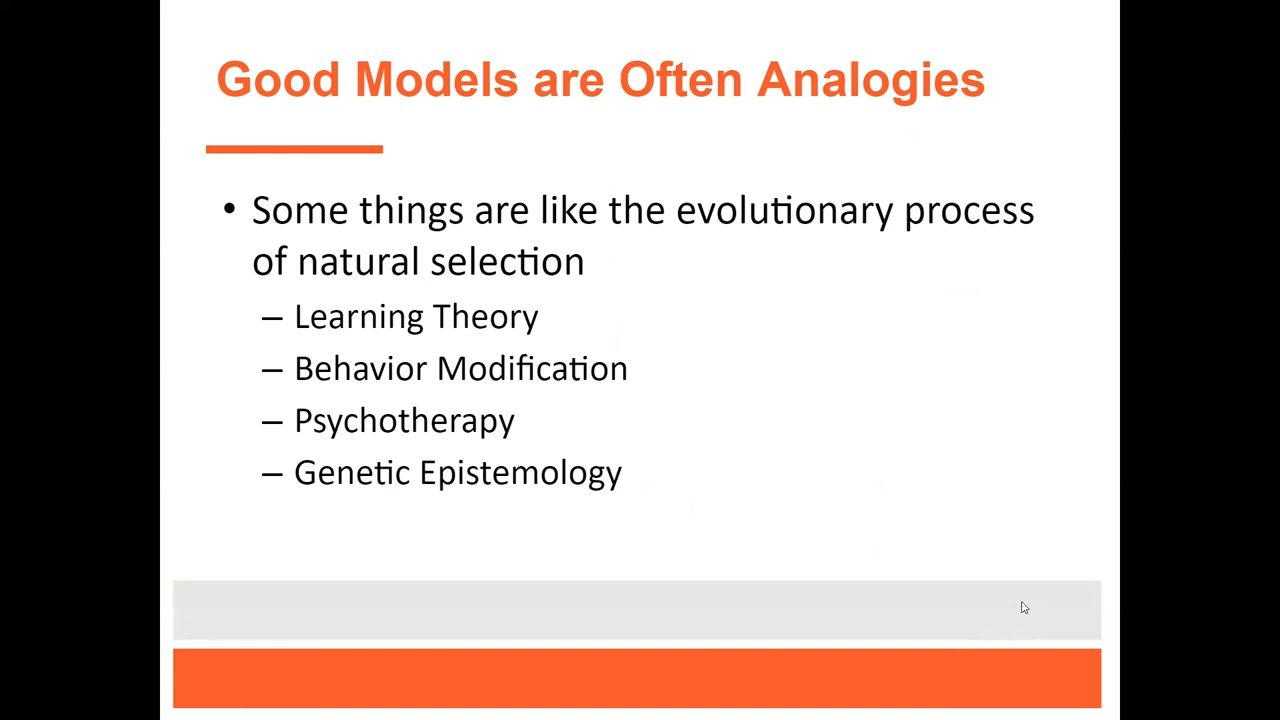 Good Models are Often Analogies
• Some things are like the evolutionary process
of natural selection
– Learning Theory
– Behavior Modification
– Psychotherapy
– Genetic Epistemology